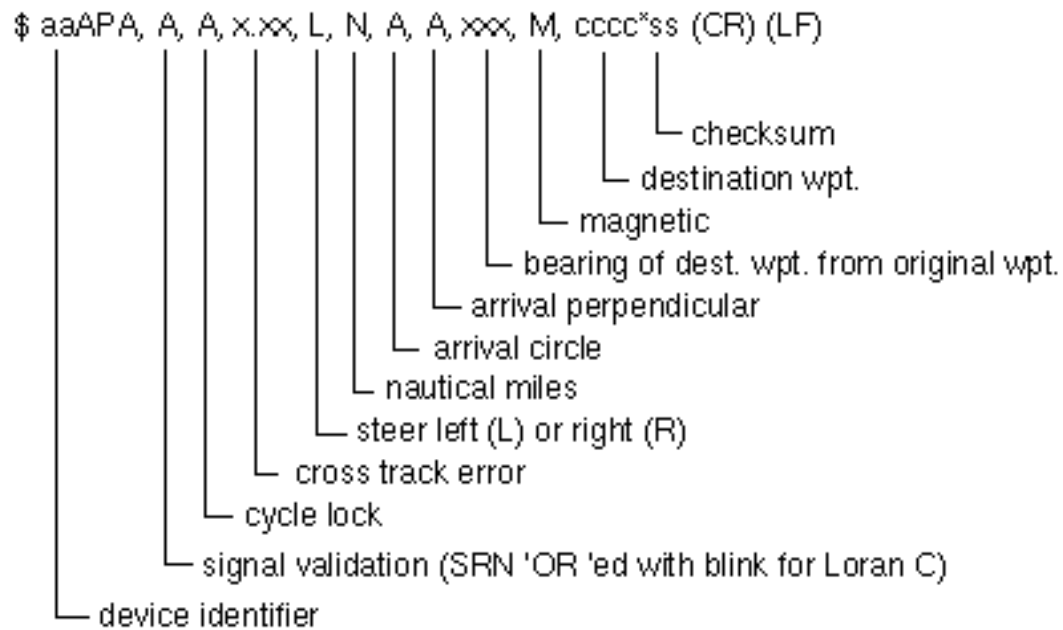 $ aaAPA, A, A, x.xx, L, N, A, A, xxx, M, cccc*ss (CR) (LF)
checksum
destination wpt.
magnetic
bearing of dest. wpt. from original wpt.
arrival perpendicular
arrival circle
nautical miles
steer left (L) or right (R)
cross track error
cycle lock
signal validation (SRN 'OR 'ed with blink for Loran C)
device identifier